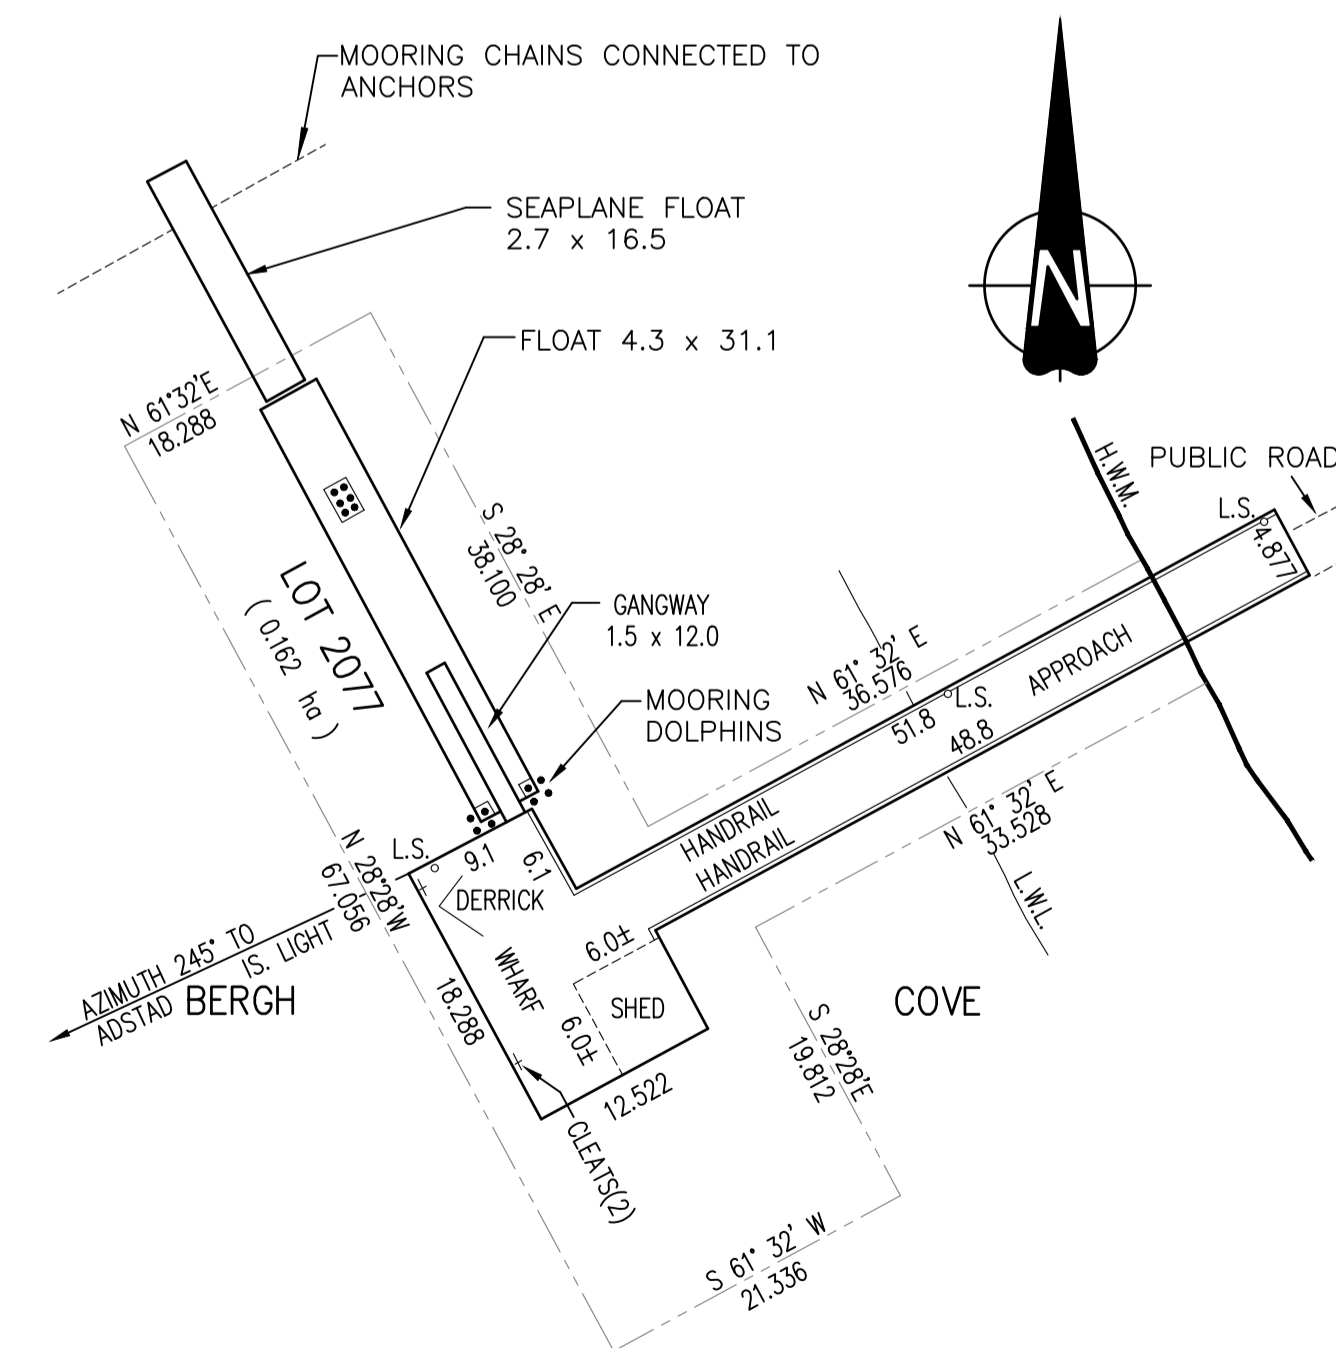 MOORING CHAINS CONNECTED TO
ANCHORS
SEAPLANE FLOAT
2.7 x 16.5
FLOAT 4.3 x 31.1
N
N 61°32'E
18.288
H.W.M.
PUBLIC ROAD
L.S.
4.877
S 28° 28' E
38.100
LOT 2077
( 0.162 ha )
GANGWAY
1.5 x 12.0
MOORING
DOLPHINS
N 61° 32' E
36.576
51.8
L.S.
48.8
APPROACH
HANDRAIL
HANDRAIL
N 61° 32' E
33.528
L.W.L.
N 28°28'W
67.056
L.S.
9.1
6.1
DERRICK
WHARF
18.288
6.0±
6.0±
SHED
12.522
CLEATS(2)
AZIMUTH 245° TO
ADSTAD IS. LIGHT
BERGH
COVE
S 28°28'E
19.812
S 61° 32' W
21.336